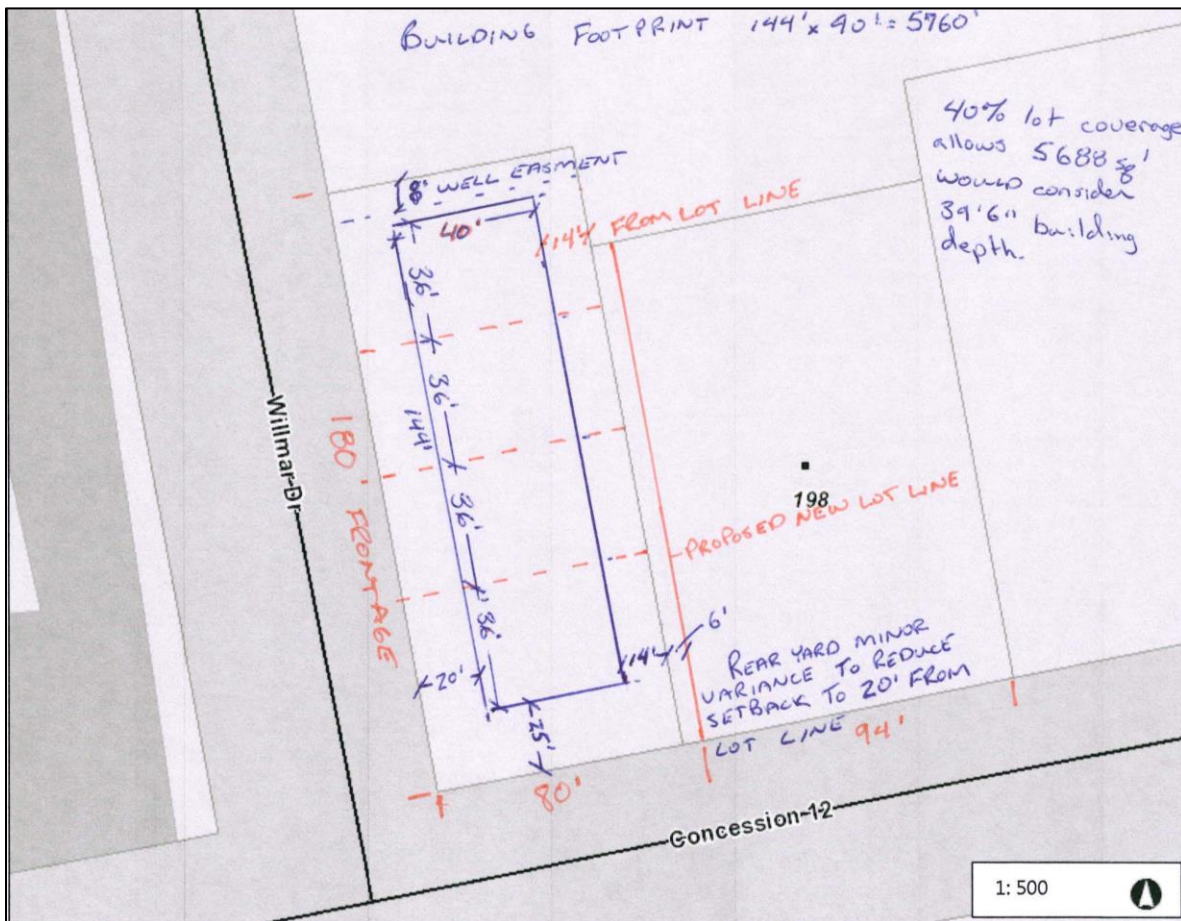 BUILDING FOOTPRINT 144' x 40' = 5760'
40% lot coverage
allows 5688 sq'
would consider
39'6" building
depth.
8' WELL EASMENT
40'
14' FROM LOT LINE
36'
36'
144'
36'
36'
180' FRONTAGE
Willmar Dr
198
PROPOSED NEW LOT LINE
6'
14'
20'
REAR YARD MINOR
VARIANCE TO REDUCE
SETBACK TO 20' FROM
LOT LINE
94'
25'
80'
Concession 12
1: 500